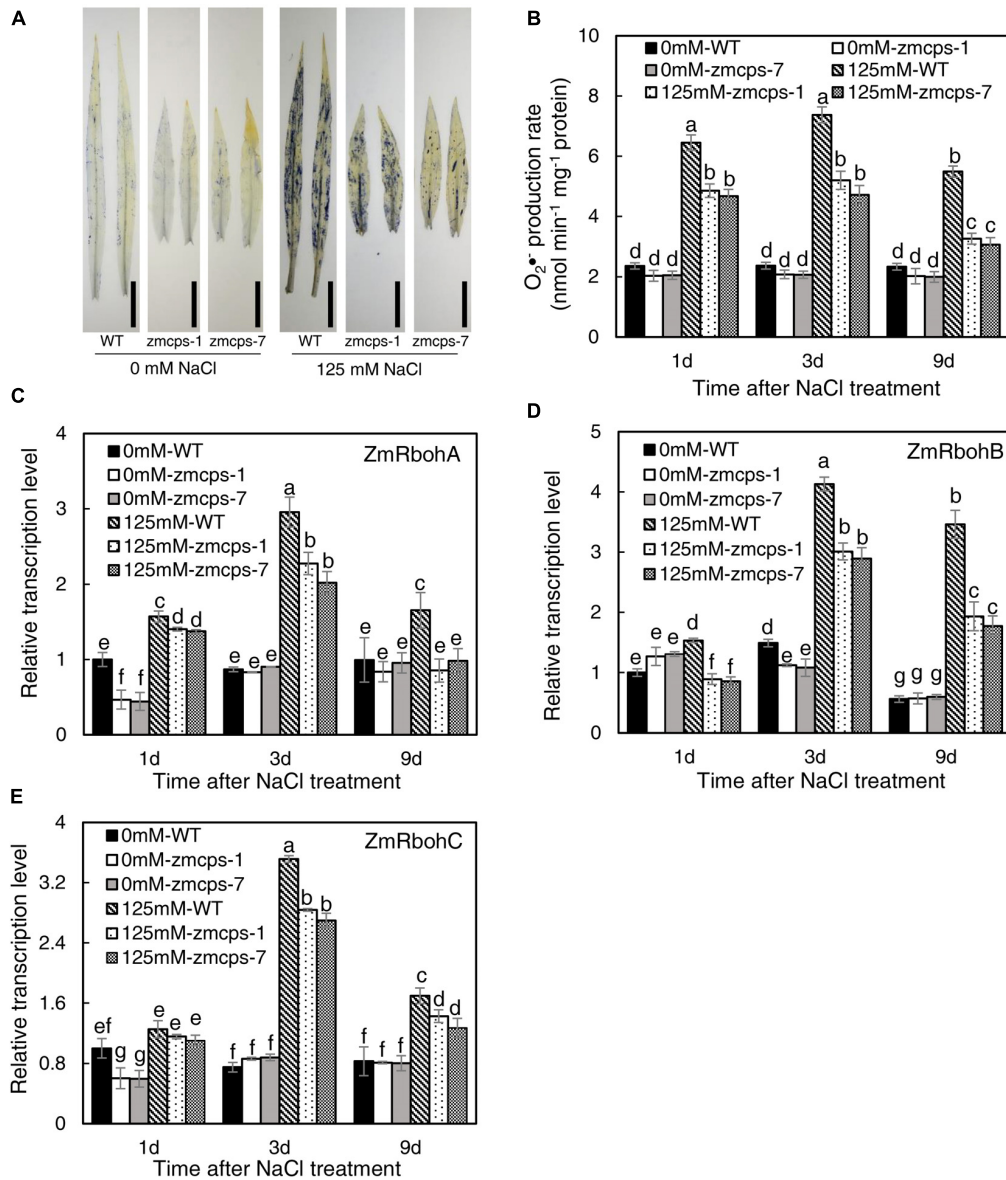 A
WT zmcps-1 zmcps-7 WT zmcps-1 zmcps-7
0 mM NaCl 125 mM NaCl
B
O2•- production rate
(nmol min-1 mg-1 protein)
10
8
6
4
2
0
0mM-WT 0mM-zmcps-1
0mM-zmcps-7 125mM-WT
125mM-zmcps-1 125mM-zmcps-7
d d d a b b d d d a b b d d d b c c
1d 3d 9d
Time after NaCl treatment
C
Relative transcription level
4
3
2
1
0
ZmRbohA
0mM-WT
0mM-zmcps-1
0mM-zmcps-7
125mM-WT
125mM-zmcps-1
125mM-zmcps-7
e f f c d d e e e a b b e e e c e e
1d 3d 9d
Time after NaCl treatment
D
Relative transcription level
5
4
3
2
1
0
ZmRbohB
0mM-WT
0mM-zmcps-1
0mM-zmcps-7
125mM-WT
125mM-zmcps-1
125mM-zmcps-7
e e e d f f d e e a b b g g g b c c
1d 3d 9d
Time after NaCl treatment
E
Relative transcription level
4
3.2
2.4
1.6
0.8
0
ZmRbohC
0mM-WT
0mM-zmcps-1
0mM-zmcps-7
125mM-WT
125mM-zmcps-1
125mM-zmcps-7
ef g g e e e f f f a b b f f f c d d
1d 3d 9d
Time after NaCl treatment